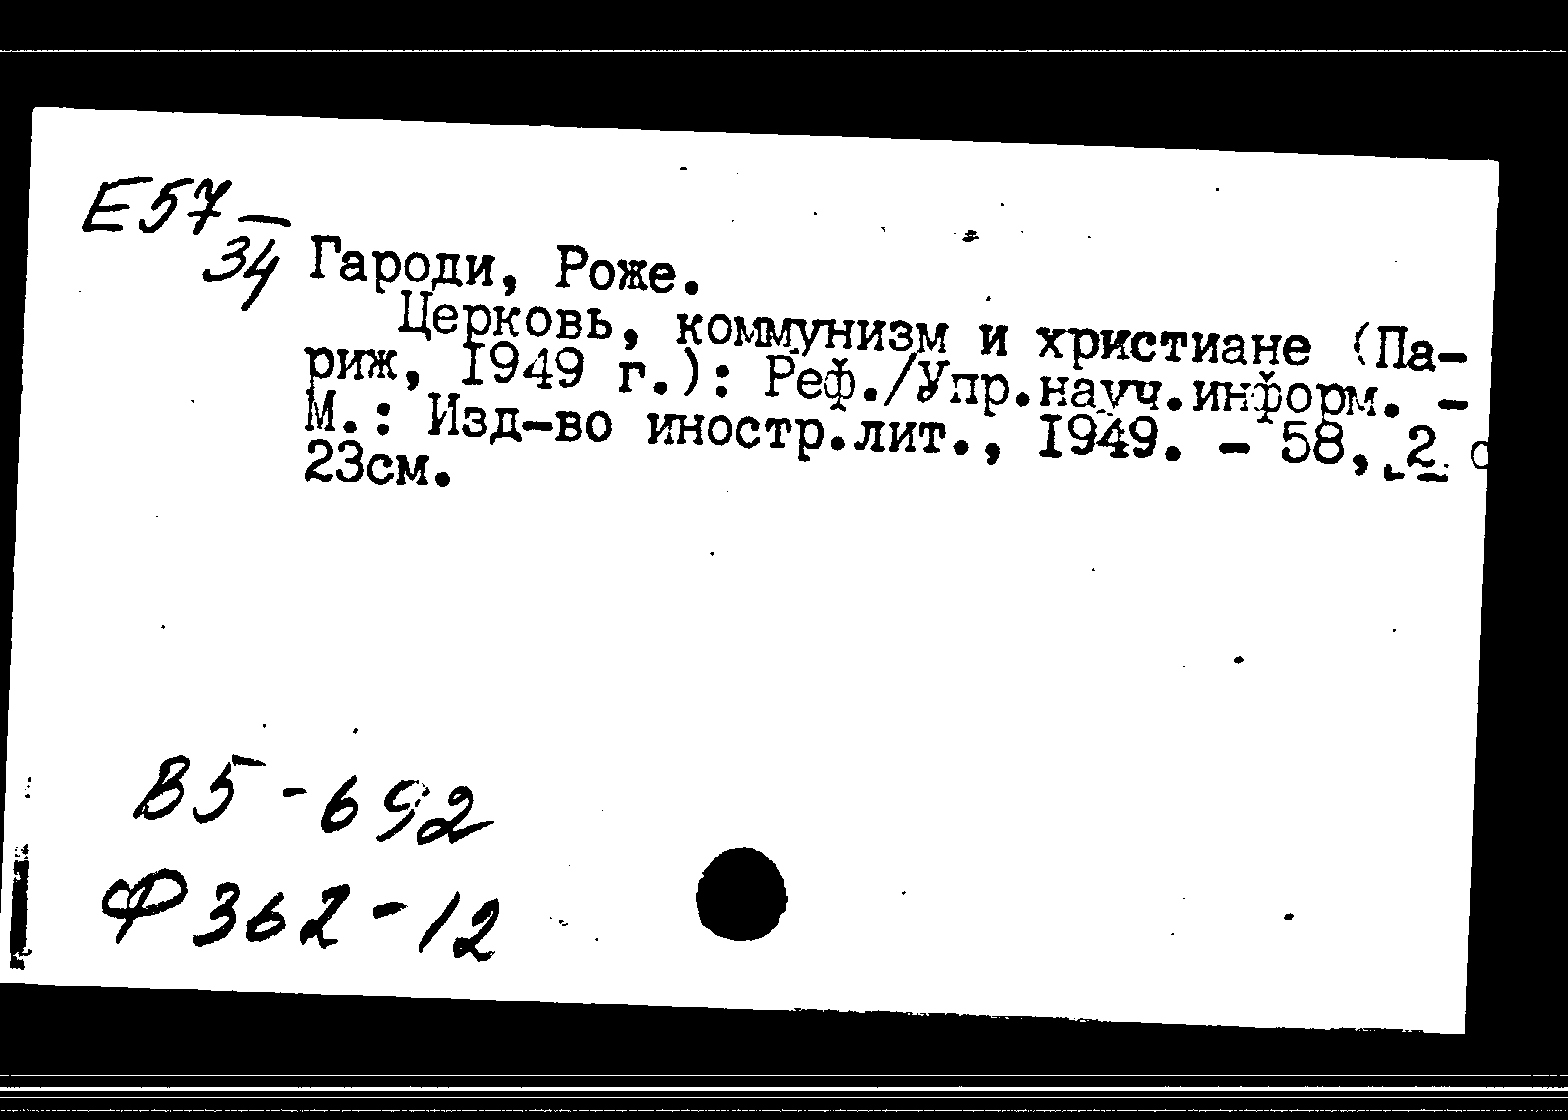 Е57
34 Гароди, Роже.
Церковь, коммунизм и христиане (Па-
риж, 1949 г.): Реф./Упр.науч.информ. -
М.: Изд-во иностр.лит., 1949. - 58, 2 с
23см.
В5-692
Ф362-12